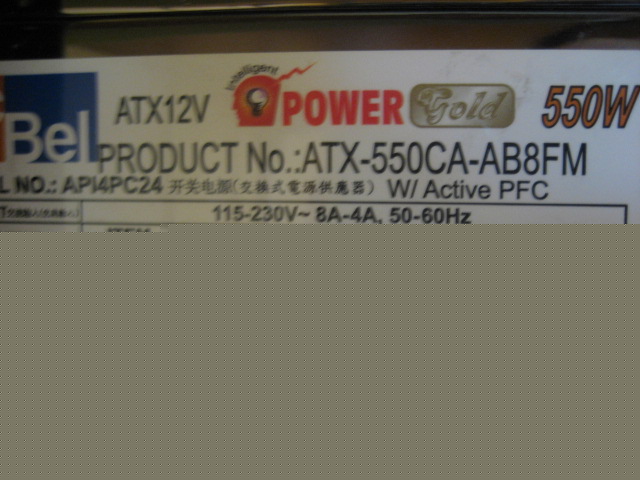 Bel
ATX12V
Intelligent
POWER
Gold
550W
PRODUCT No.:ATX-550CA-AB8FM
L NO.: API4PC24 开关电源(交換式電源供應器) W/ Active PFC
115-230V~ 8A-4A, 50-60Hz